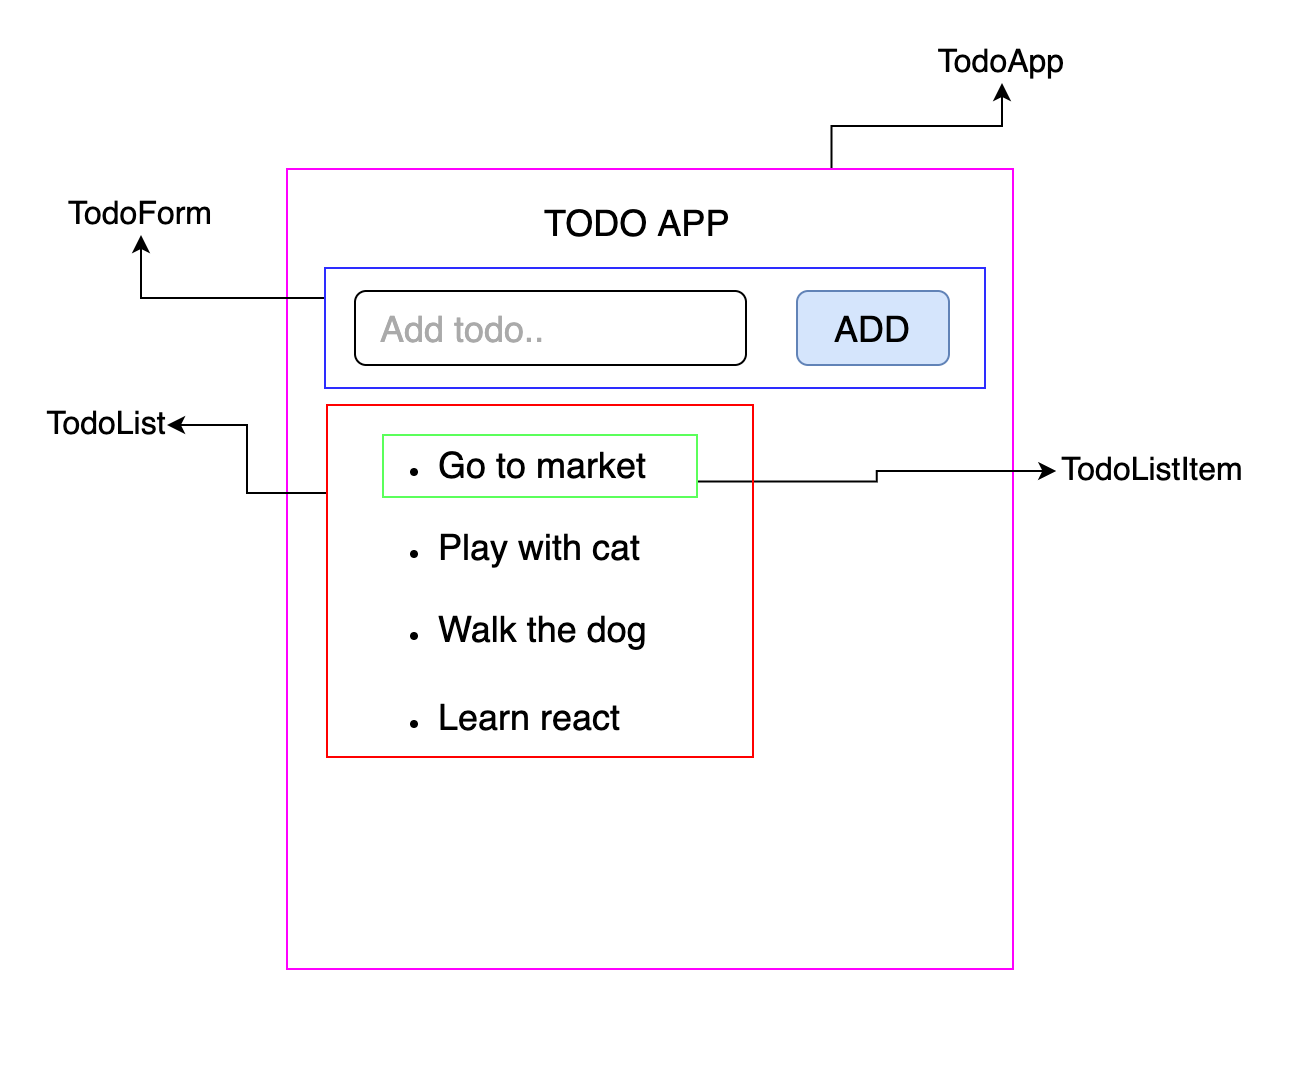 TodoApp
TodoForm
TODO APP
Add todo..
ADD
TodoList
Go to market
TodoListItem
Play with cat
Walk the dog
Learn react